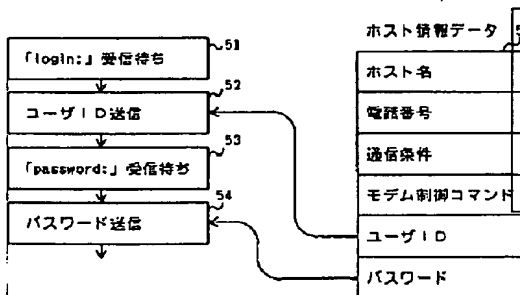 「login:」受信待ち
51
ユーザID送信
52
「password:」受信待ち
53
パスワード送信
54
ホスト情報データ
5
ホスト名
電話番号
通信条件
モデム制御コマンド
ユーザID
パスワード